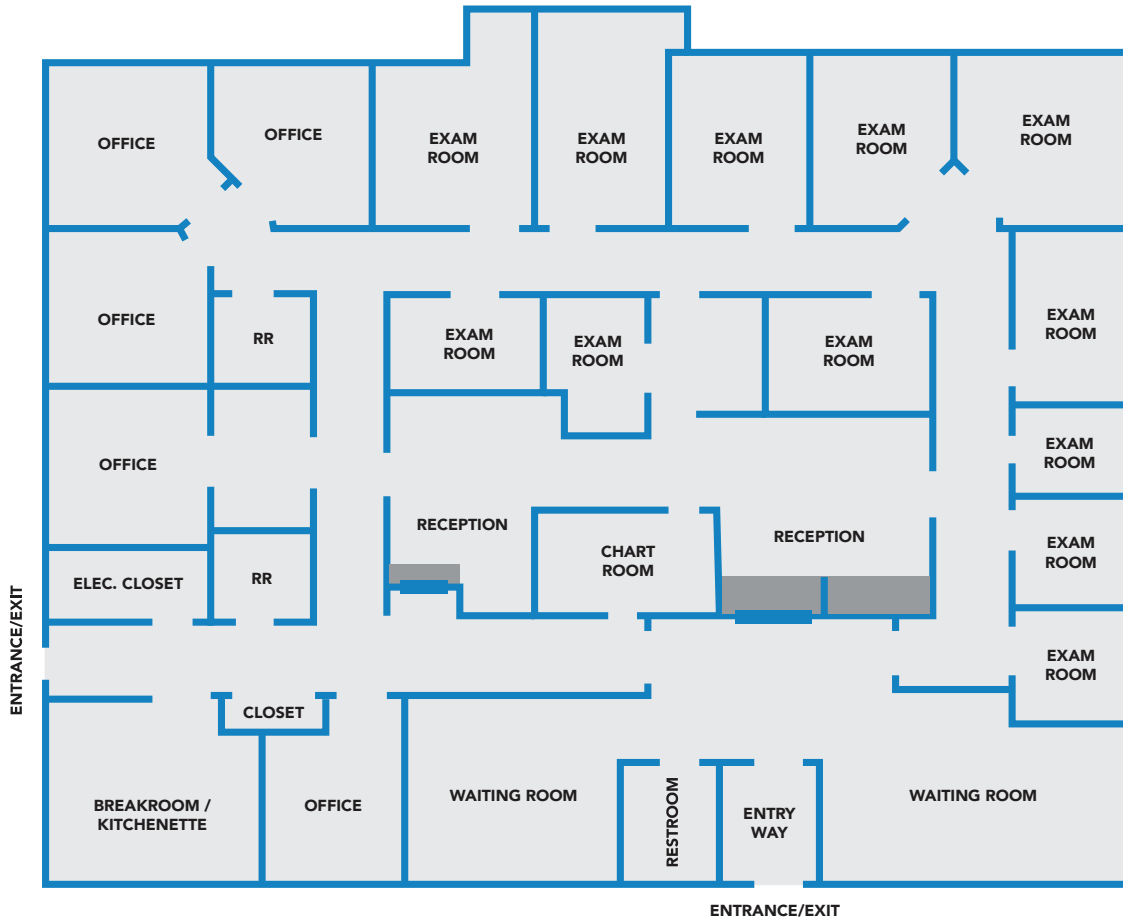 OFFICE
OFFICE
EXAM
ROOM
EXAM
ROOM
EXAM
ROOM
EXAM
ROOM
EXAM
ROOM
OFFICE
RR
EXAM
ROOM
EXAM
ROOM
EXAM
ROOM
EXAM
ROOM
OFFICE
EXAM
ROOM
RECEPTION
CHART
ROOM
RECEPTION
EXAM
ROOM
ELEC. CLOSET
RR
ENTRANCE/EXIT
EXAM
ROOM
CLOSET
BREAKROOM /
KITCHENETTE
OFFICE
WAITING ROOM
RESTROOM
ENTRY
WAY
WAITING ROOM
ENTRANCE/EXIT